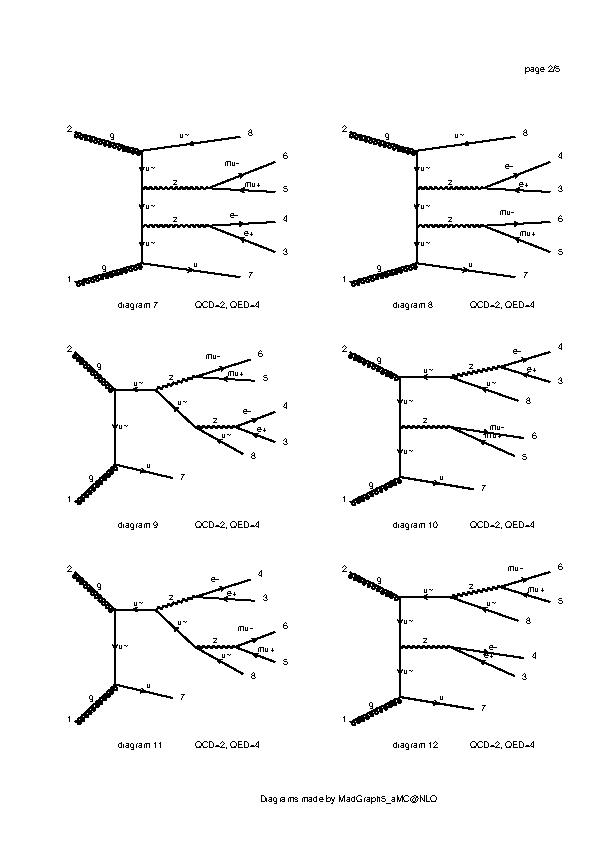 page 2/5
2 g u~ 8
u~ mu- 6
z mu+ 5
u~
z e- 4
e+ 3
u~
1 g u 7
diagram 7 QCD=2, QED=4
2 g u~ 8
u~ e- 4
z e+ 3
u~
z mu- 6
mu+ 5
u~
1 g u 7
diagram 8 QCD=2, QED=4
2 g mu- 6
u~ z mu+ 5
u~ u~ z e- 4
e+ 3
u~ 8
1 g u 7
diagram 9 QCD=2, QED=4
2 g e- 4
u~ z e+ 3
u~ u~ 8
z mu- 6
mu+ 5
1 g u 7
diagram 10 QCD=2, QED=4
2 g e- 4
u~ z e+ 3
u~ u~ z mu- 6
mu+ 5
u~ 8
1 g u 7
diagram 11 QCD=2, QED=4
2 g mu- 6
u~ z mu+ 5
u~ u~ 8
z e- 4
e+ 3
1 g u 7
diagram 12 QCD=2, QED=4
Diagrams made by MadGraph5_aMC@NLO